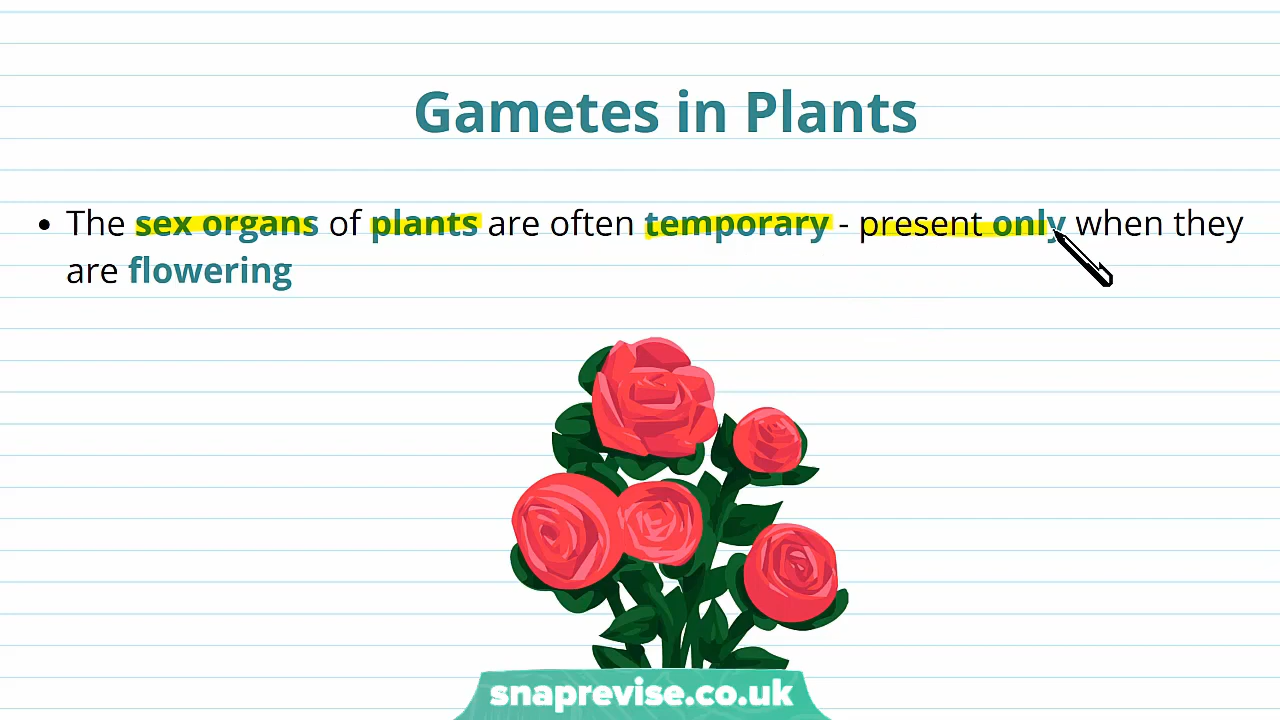 Gametes in Plants
• The sex organs of plants are often temporary - present only when they
are flowering
snaprevise.co.uk